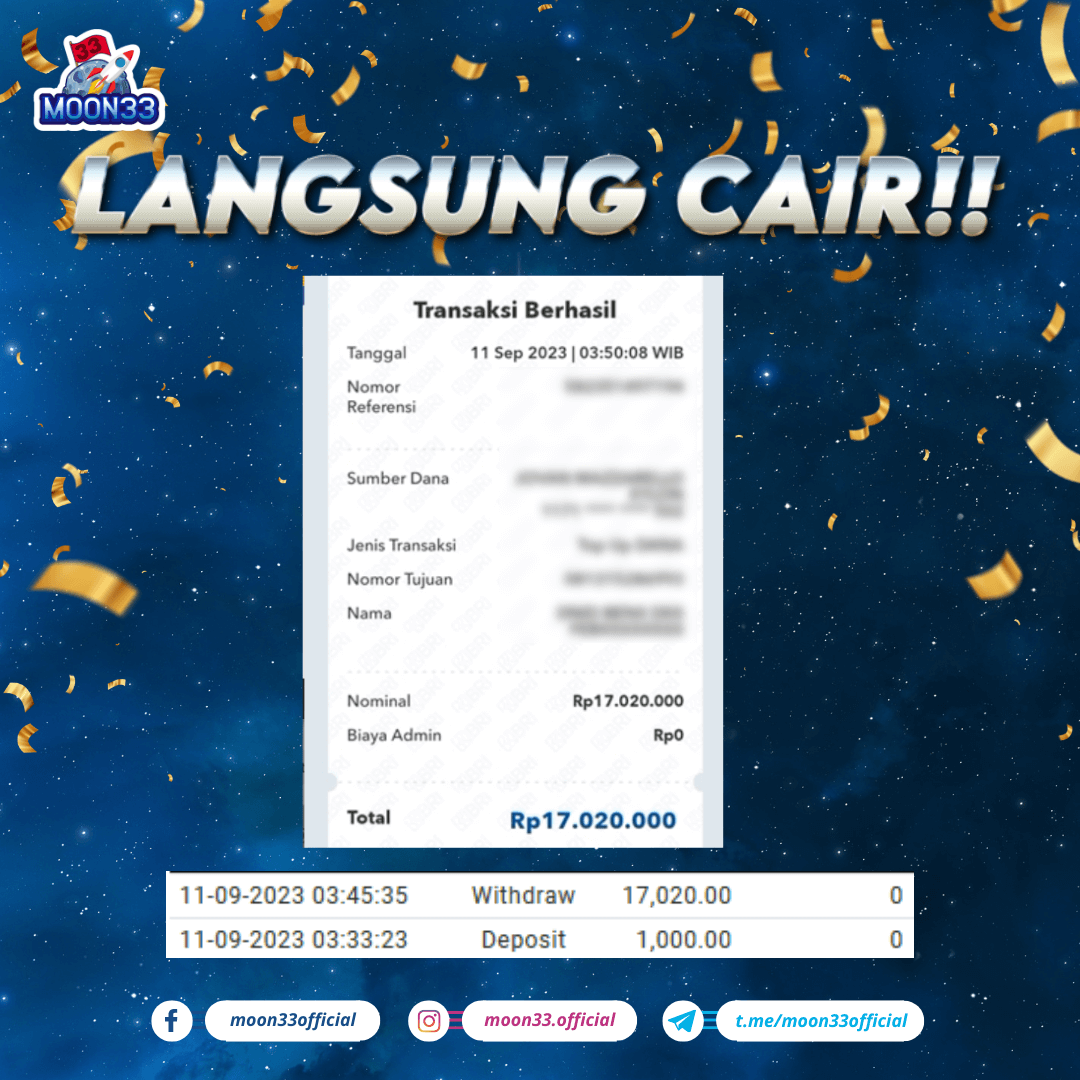 33
MOON33
LANGSUNG CAIR!!
Transaksi Berhasil
Tanggal 11 Sep 2023 | 03:50:08 WIB
Nomor
Referensi
Sumber Dana
Jenis Transaksi
Nomor Tujuan
Nama
Nominal Rp17.020.000
Biaya Admin Rp0
Total Rp17.020.000
11-09-2023 03:45:35 Withdraw 17,020.00 0
11-09-2023 03:33:23 Deposit 1,000.00 0
moon33official moon33.official t.me/moon33official